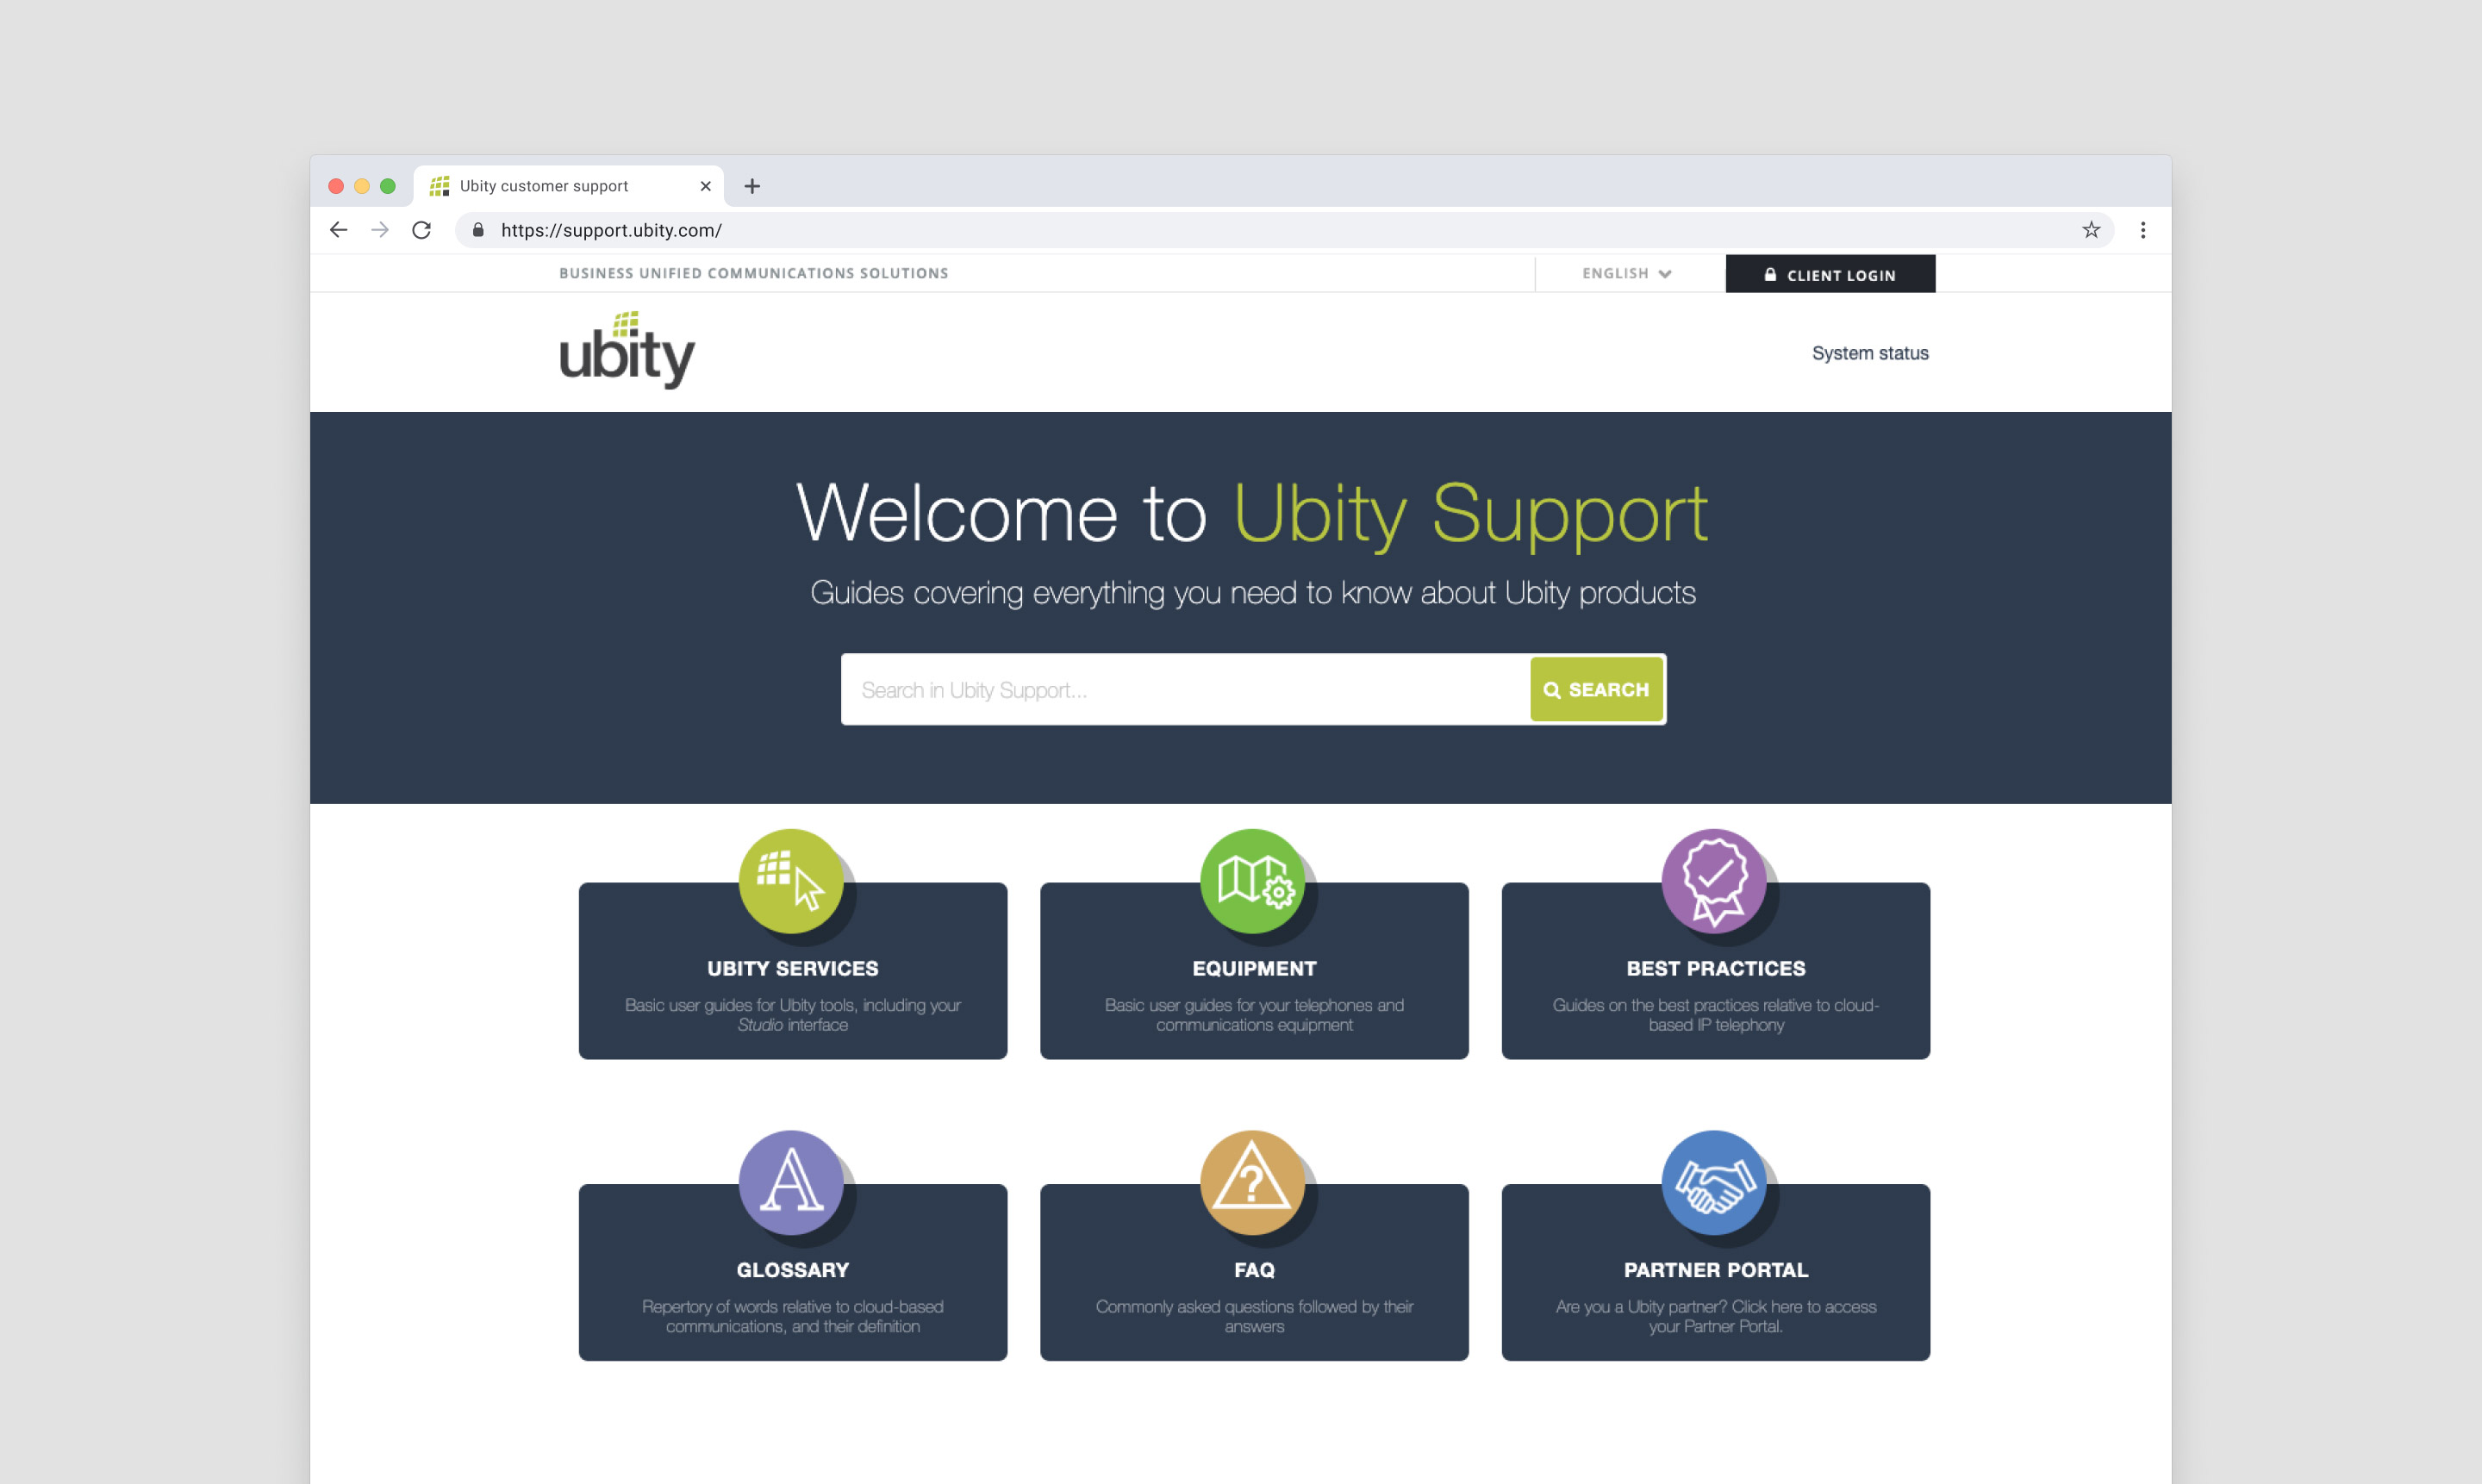 Ubity customer support
https://support.ubity.com/
BUSINESS UNIFIED COMMUNICATIONS SOLUTIONS
ENGLISH
CLIENT LOGIN
ubity
System status
Welcome to Ubity Support
Guides covering everything you need to know about Ubity products
Search in Ubity Support...
SEARCH
UBITY SERVICES
Basic user guides for Ubity tools, including your
Studio interface
EQUIPMENT
Basic user guides for your telephones and
communications equipment
BEST PRACTICES
Guides on the best practices relative to cloud-
based IP telephony
A
GLOSSARY
Repertory of words relative to cloud-based
communications, and their definition
?
FAQ
Commonly asked questions followed by their
answers
PARTNER PORTAL
Are you a Ubity partner? Click here to access
your Partner Portal.